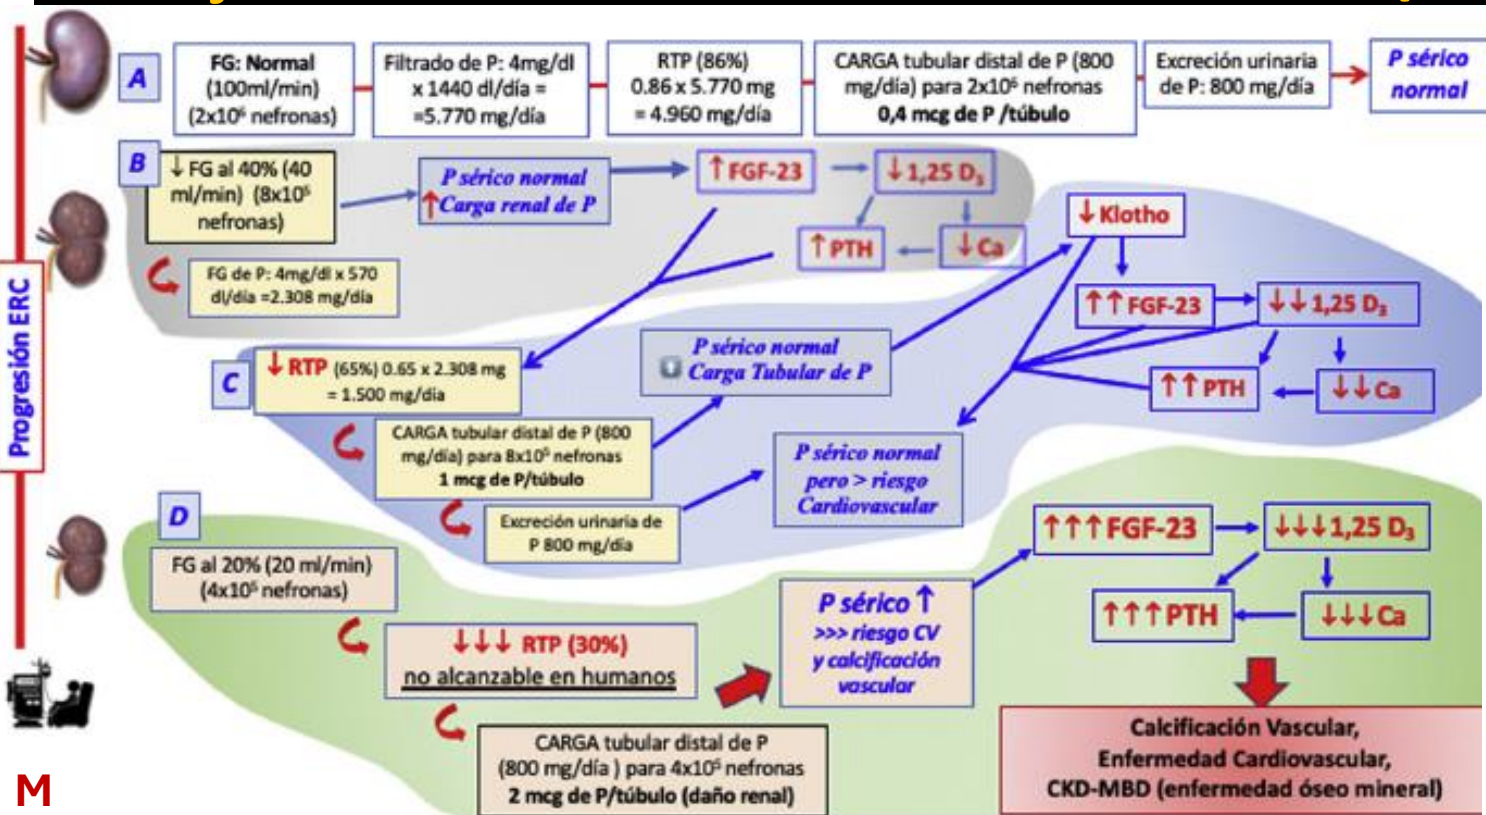 A
FG: Normal
(100ml/min)
(2x10⁶ nefronas)
Filtrado de P: 4mg/dl
x 1440 dl/día =
=5.770 mg/día
RTP (86%)
0.86 x 5.770 mg
= 4.960 mg/día
CARGA tubular distal de P (800
mg/día) para 2x10⁶ nefronas
0,4 mcg de P /túbulo
Excreción urinaria
de P: 800 mg/día
P sérico
normal
B
↓ FG al 40% (40
ml/min) (8x10⁵
nefronas)
P sérico normal
↑Carga renal de P
↑FGF-23
↓1,25 D₃
↑PTH
↓Ca
FG de P: 4mg/dl x 570
dl/día =2.308 mg/día
Progresión ERC
↓Klotho
↑↑FGF-23
↓↓1,25 D₃
↑↑PTH
↓↓Ca
C
↓ RTP (65%) 0.65 x 2.308 mg
= 1.500 mg/día
P sérico normal
⬆ Carga Tubular de P
CARGA tubular distal de P (800
mg/día) para 8x10⁵ nefronas
1 mcg de P/túbulo
Excreción urinaria de
P 800 mg/día
P sérico normal
pero > riesgo
Cardiovascular
D
FG al 20% (20 ml/min)
(4x10⁵ nefronas)
↓↓↓ RTP (30%)
no alcanzable en humanos
CARGA tubular distal de P
(800 mg/día ) para 4x10⁵ nefronas
2 mcg de P/túbulo (daño renal)
P sérico ↑
>>> riesgo CV
y calcificación
vascular
↑↑↑FGF-23
↓↓↓1,25 D₃
↑↑↑PTH
↓↓↓Ca
Calcificación Vascular,
Enfermedad Cardiovascular,
CKD-MBD (enfermedad óseo mineral)
M